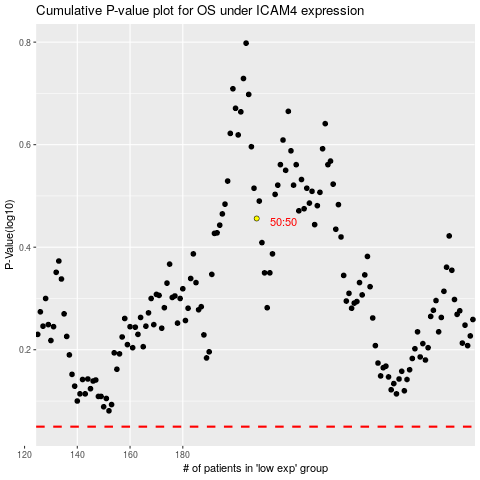 Cumulative P-value plot for OS under ICAM4 expression
P-Value(log10)
0.8
0.6
0.4
0.2
50:50
120 140 160 180
# of patients in 'low exp' group